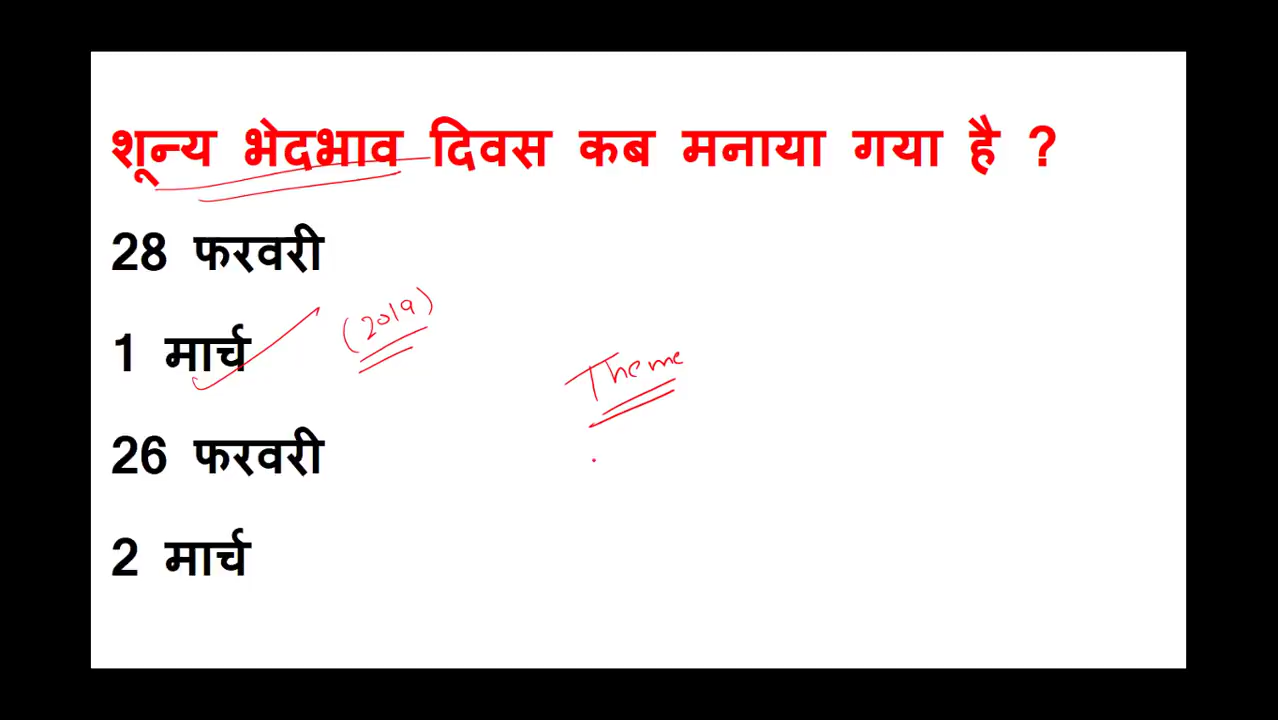 शून्य भेदभाव दिवस कब मनाया गया है ?
28 फरवरी
1 मार्च
(2019)
Theme
26 फरवरी
2 मार्च